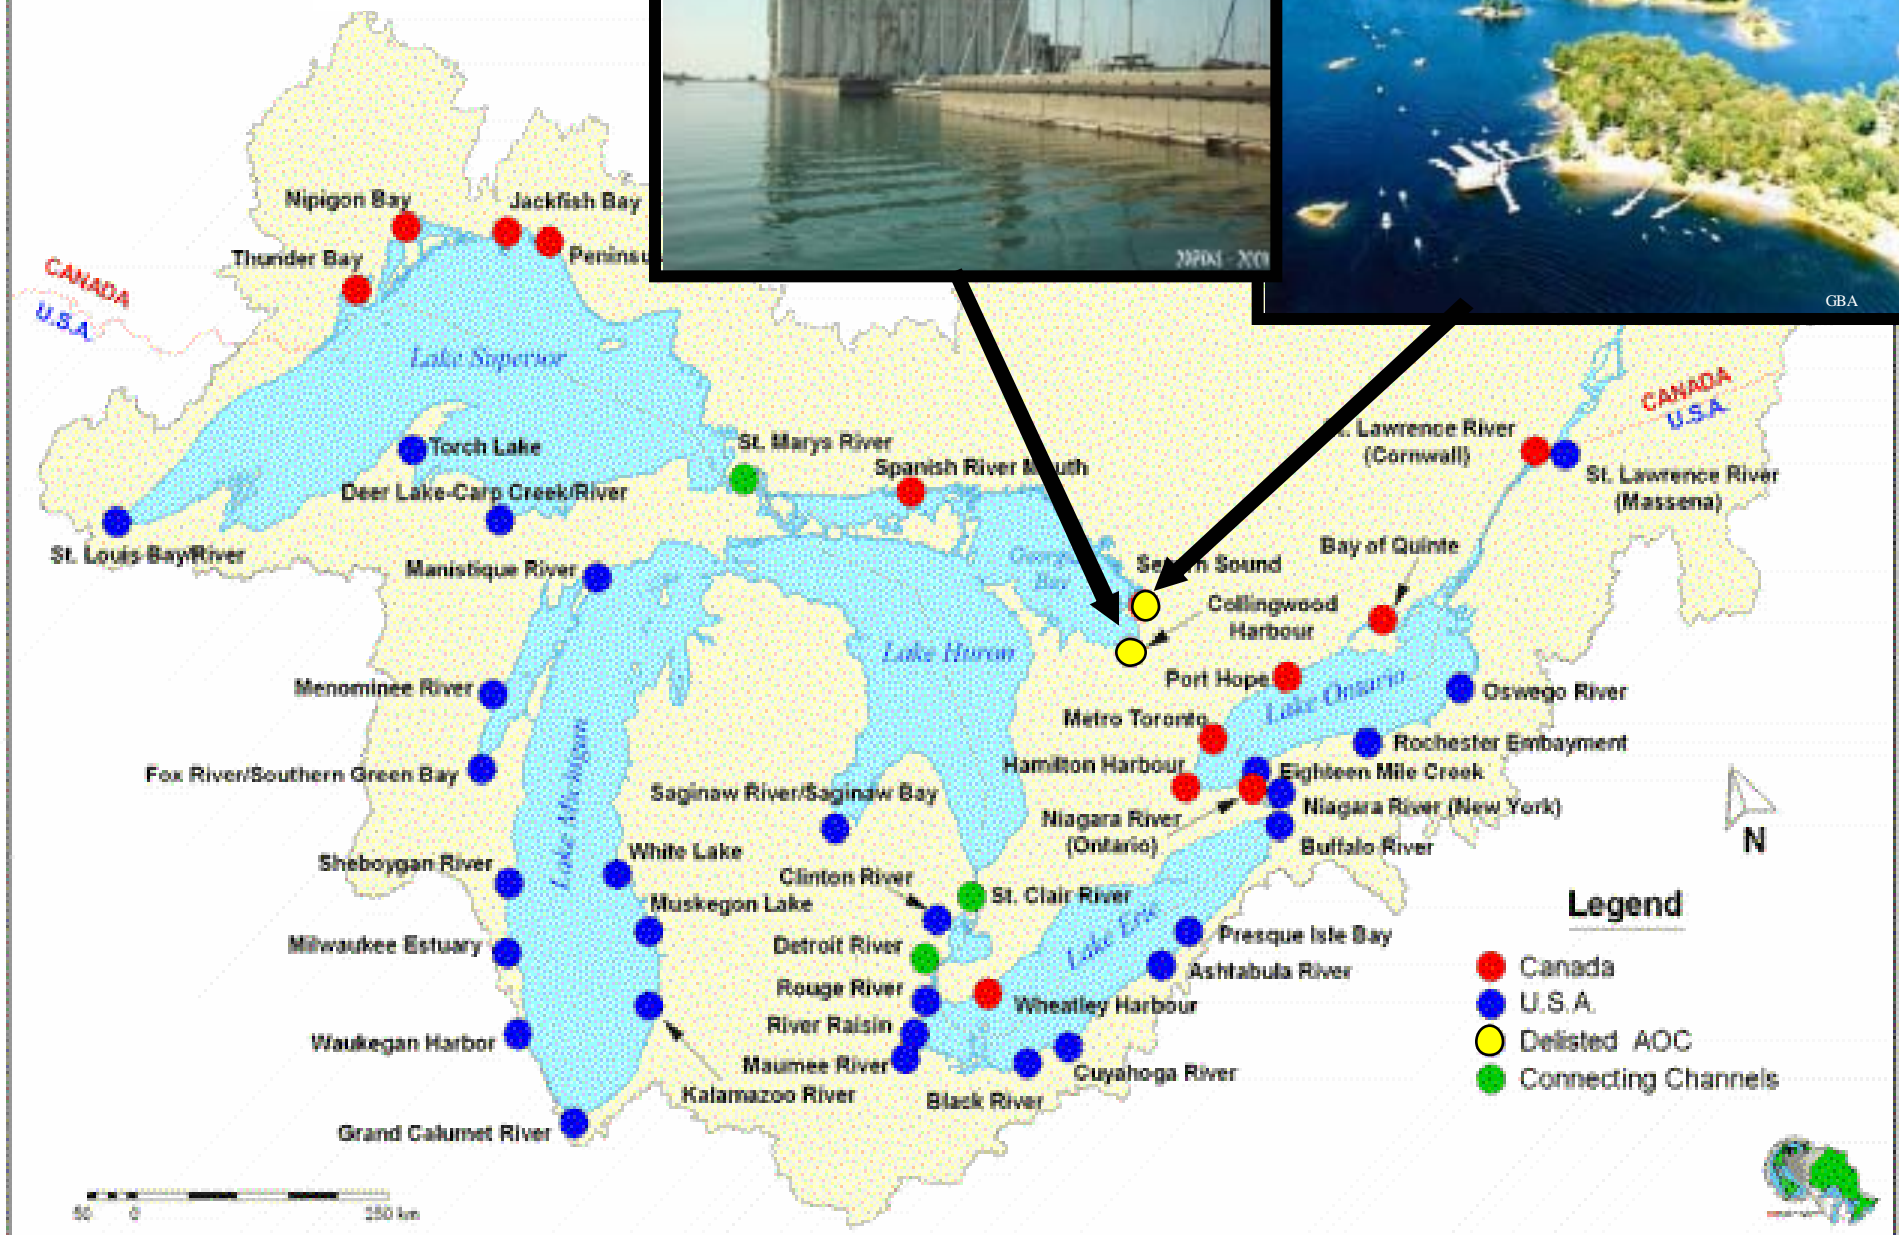 GBA
Nipigon Bay
Jackfish Bay
Thunder Bay
CANADA
U.S.A.
Lake Superior
CANADA
U.S.A.
Lawrence River
(Cornwall)
St. Marys River
Torch Lake
Spanish River
St. Lawrence River
(Massena)
Deer Lake-Carp Creek/River
St. Louis Bay/River
Bay of Quinte
Manistique River
Bay
Sound
Collingwood
Harbour
Lake Huron
Port Hope
Menominee River
Lake Ontario
Oswego River
Metro Toronto
Rochester Embayment
Hamilton Harbour
Eighteen Mile Creek
Fox River/Southern Green Bay
Lake Michigan
Saginaw River/Saginaw Bay
Niagara River (New York)
Niagara River
(Ontario)
Buffalo River
N
White Lake
Sheboygan River
Clinton River
St. Clair River
Muskegon Lake
Legend
Lake Erie
Presque Isle Bay
Milwaukee Estuary
Detroit River
Canada
Ashtabula River
Rouge River
Wheatley Harbour
U.S.A.
River Raisin
Waukegan Harbor
Delisted AOC
Maumee River
Cuyahoga River
Connecting Channels
Kalamazoo River
Black River
Grand Calumet River
50 0 250 km